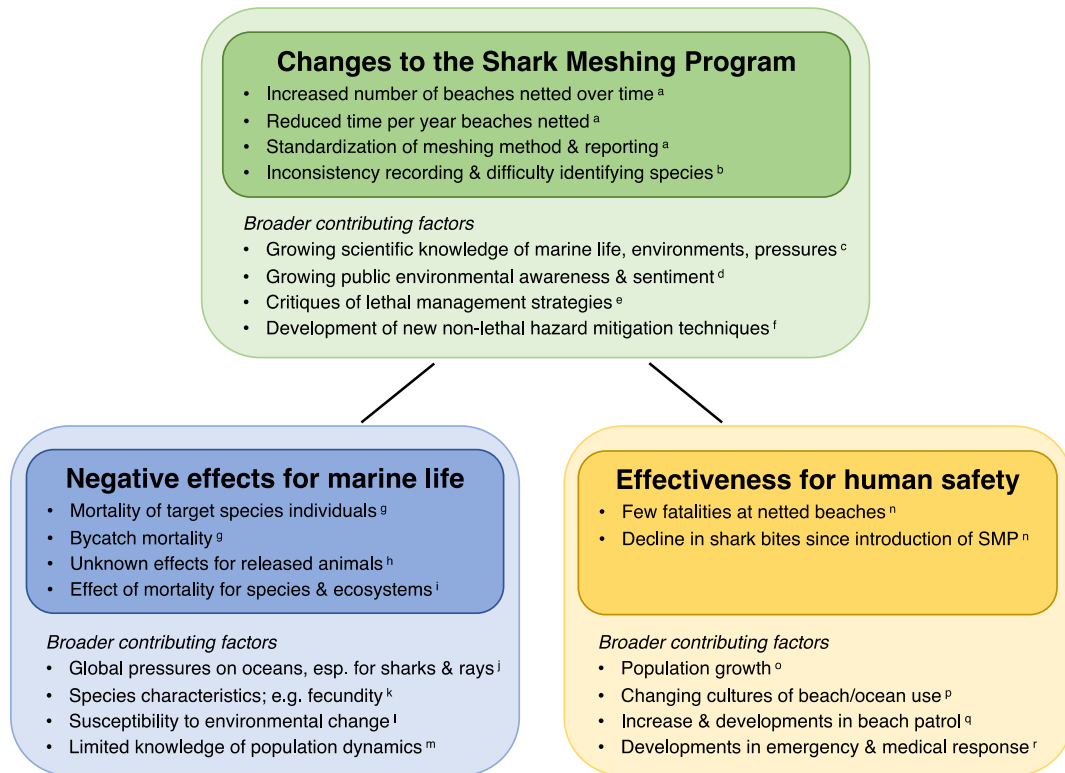 Changes to the Shark Meshing Program
• Increased number of beaches netted over time ᵃ
• Reduced time per year beaches netted ᵃ
• Standardization of meshing method & reporting ᵃ
• Inconsistency recording & difficulty identifying species ᵇ
Broader contributing factors
• Growing scientific knowledge of marine life, environments, pressures ᶜ
• Growing public environmental awareness & sentiment ᵈ
• Critiques of lethal management strategies ᵉ
• Development of new non-lethal hazard mitigation techniques ᶠ
Negative effects for marine life
• Mortality of target species individuals ᵍ
• Bycatch mortality ᵍ
• Unknown effects for released animals ʰ
• Effect of mortality for species & ecosystems ⁱ
Broader contributing factors
• Global pressures on oceans, esp. for sharks & rays ʲ
• Species characteristics; e.g. fecundity ᵏ
• Susceptibility to environmental change ˡ
• Limited knowledge of population dynamics ᵐ
Effectiveness for human safety
• Few fatalities at netted beaches ⁿ
• Decline in shark bites since introduction of SMP ⁿ
Broader contributing factors
• Population growth ᵒ
• Changing cultures of beach/ocean use ᵖ
• Increase & developments in beach patrol q
• Developments in emergency & medical response ʳ